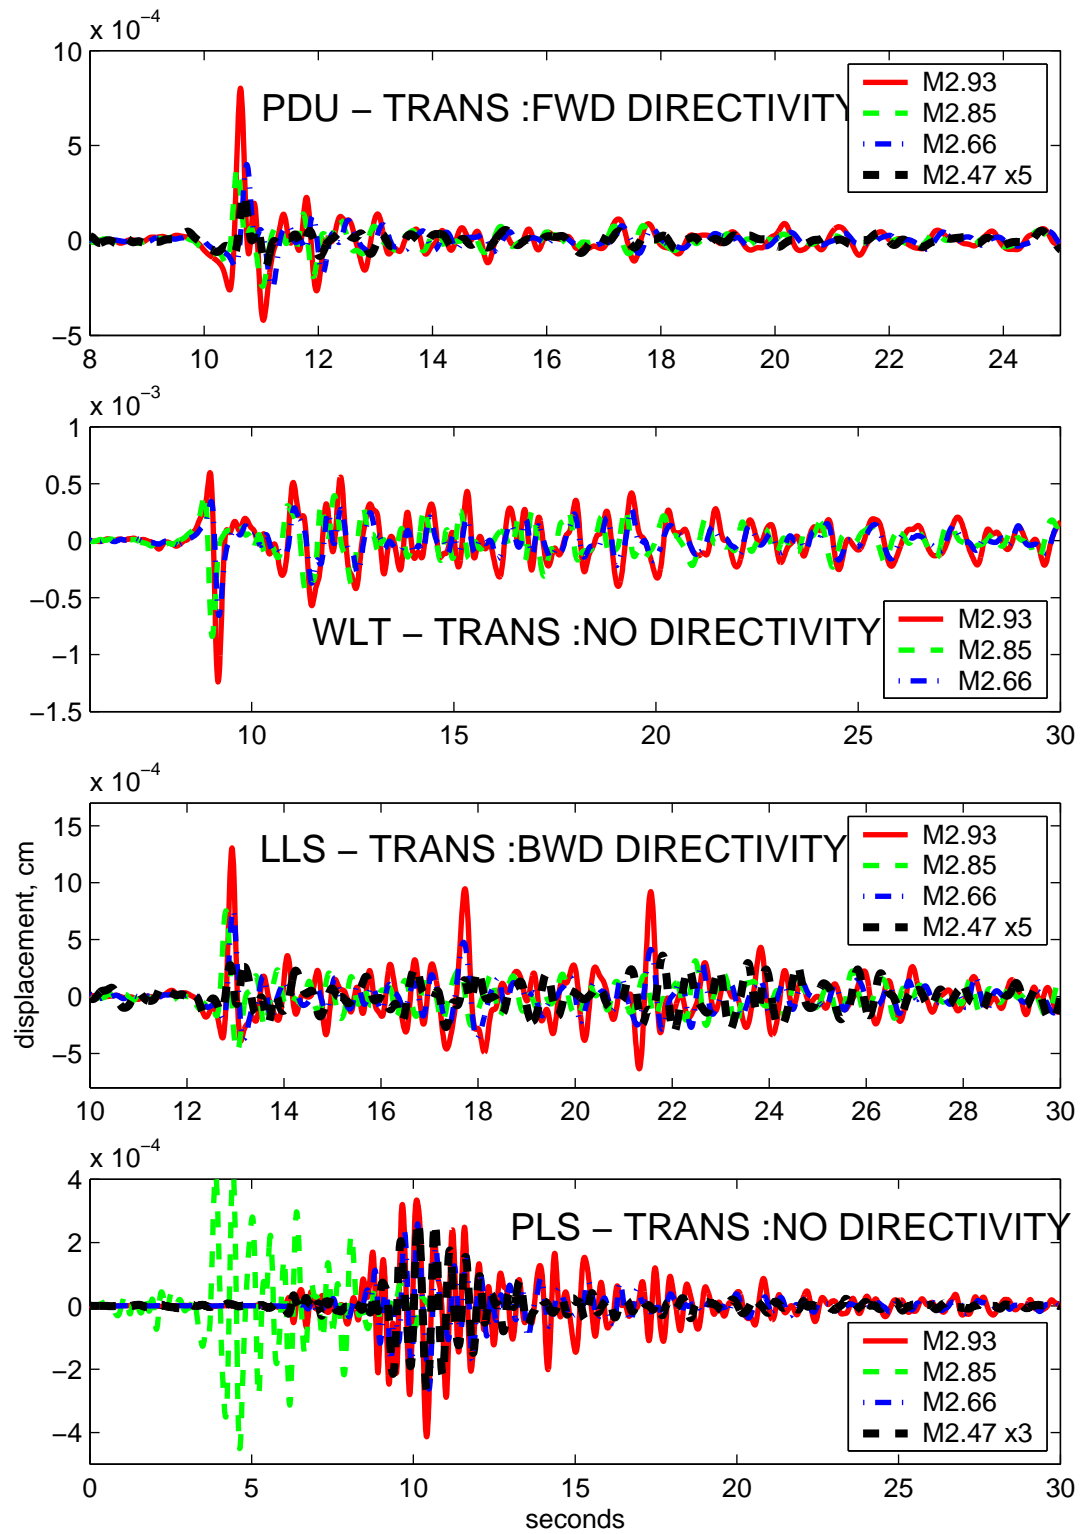 x 10−4
10
5
0
−5
PDU − TRANS :FWD DIRECTIVITY
M2.93
M2.85
M2.66
M2.47 x5
8 10 12 14 16 18 20 22 24
x 10−3
1
0.5
0
−0.5
−1
−1.5
WLT − TRANS :NO DIRECTIVITY
M2.93
M2.85
M2.66
10 15 20 25 30
x 10−4
15
10
5
0
−5
displacement, cm
LLS − TRANS :BWD DIRECTIVITY
M2.93
M2.85
M2.66
M2.47 x5
10 12 14 16 18 20 22 24 26 28 30
x 10−4
4
2
0
−2
−4
PLS − TRANS :NO DIRECTIVITY
M2.93
M2.85
M2.66
M2.47 x3
0 5 10 15 20 25 30
seconds